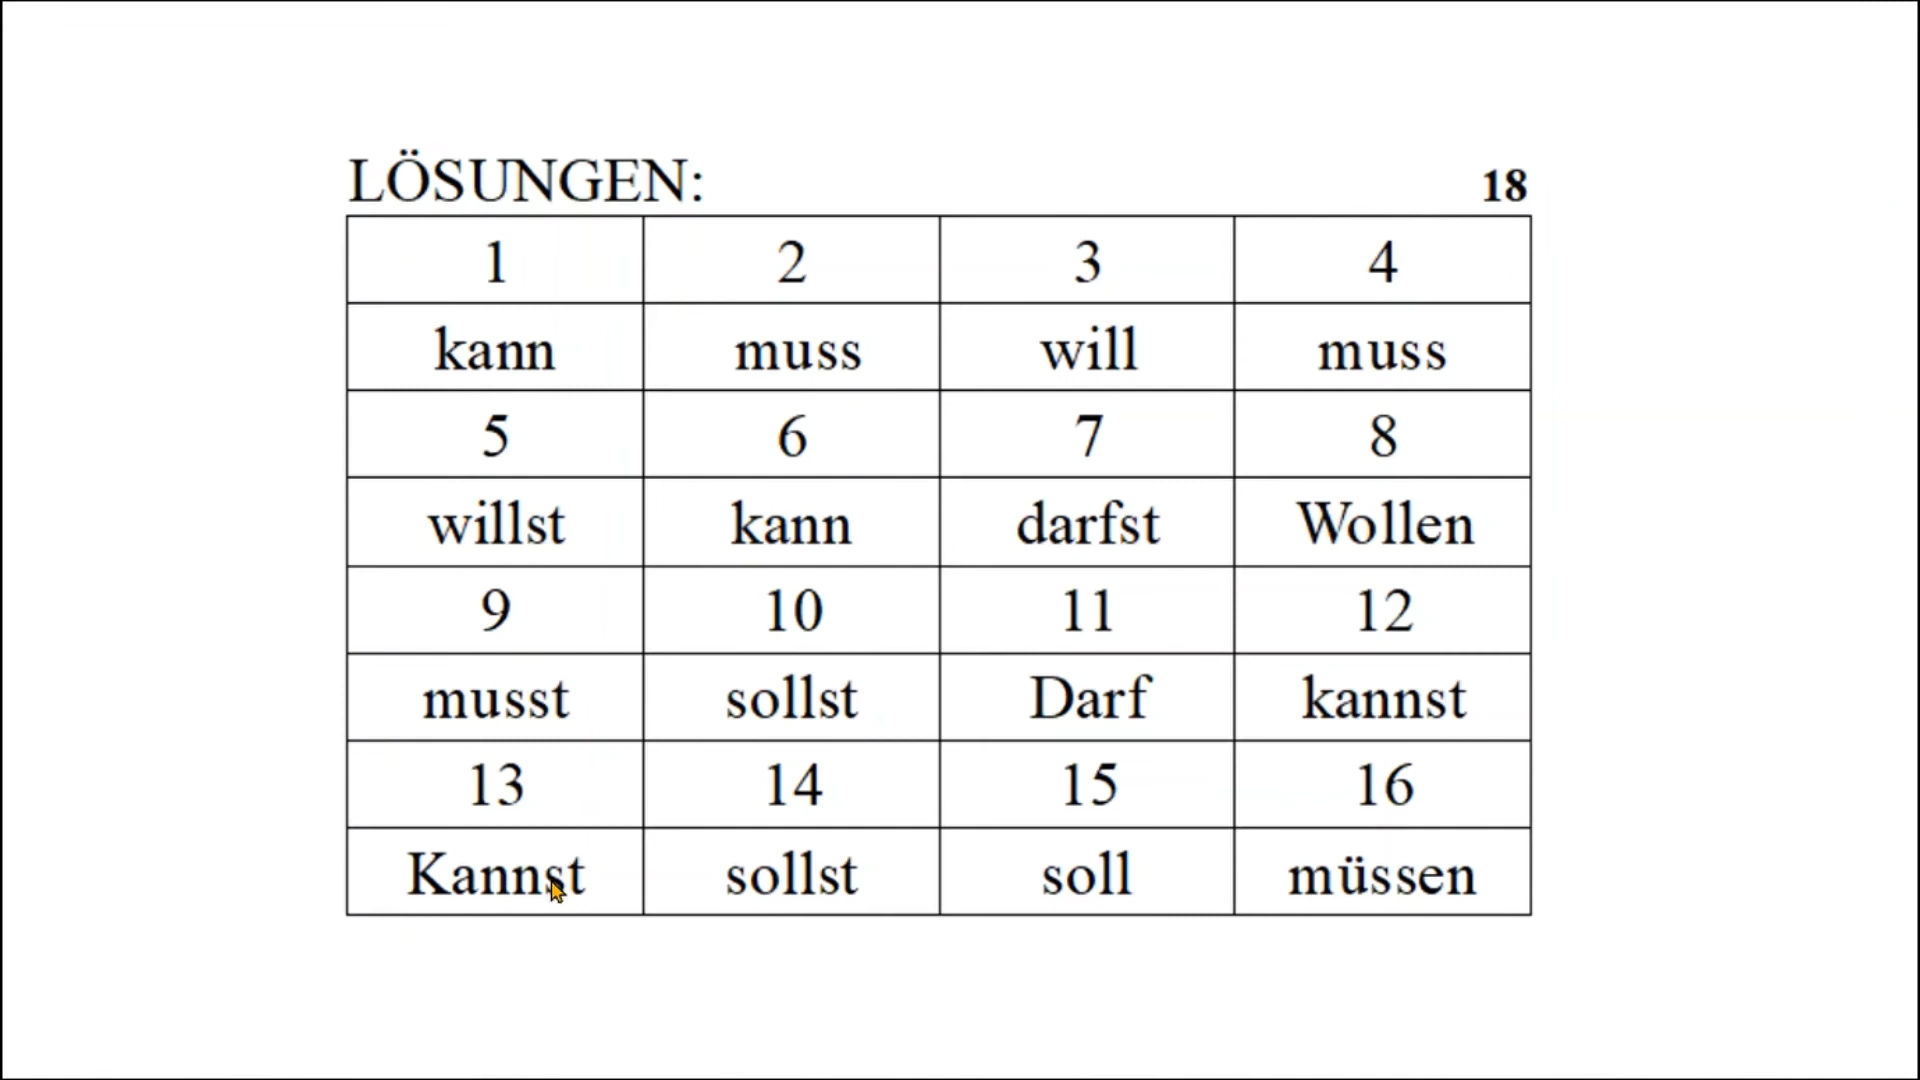 LÖSUNGEN: 18
1 2 3 4
kann muss will muss
5 6 7 8
willst kann darfst Wollen
9 10 11 12
musst sollst Darf kannst
13 14 15 16
Kannst sollst soll müssen